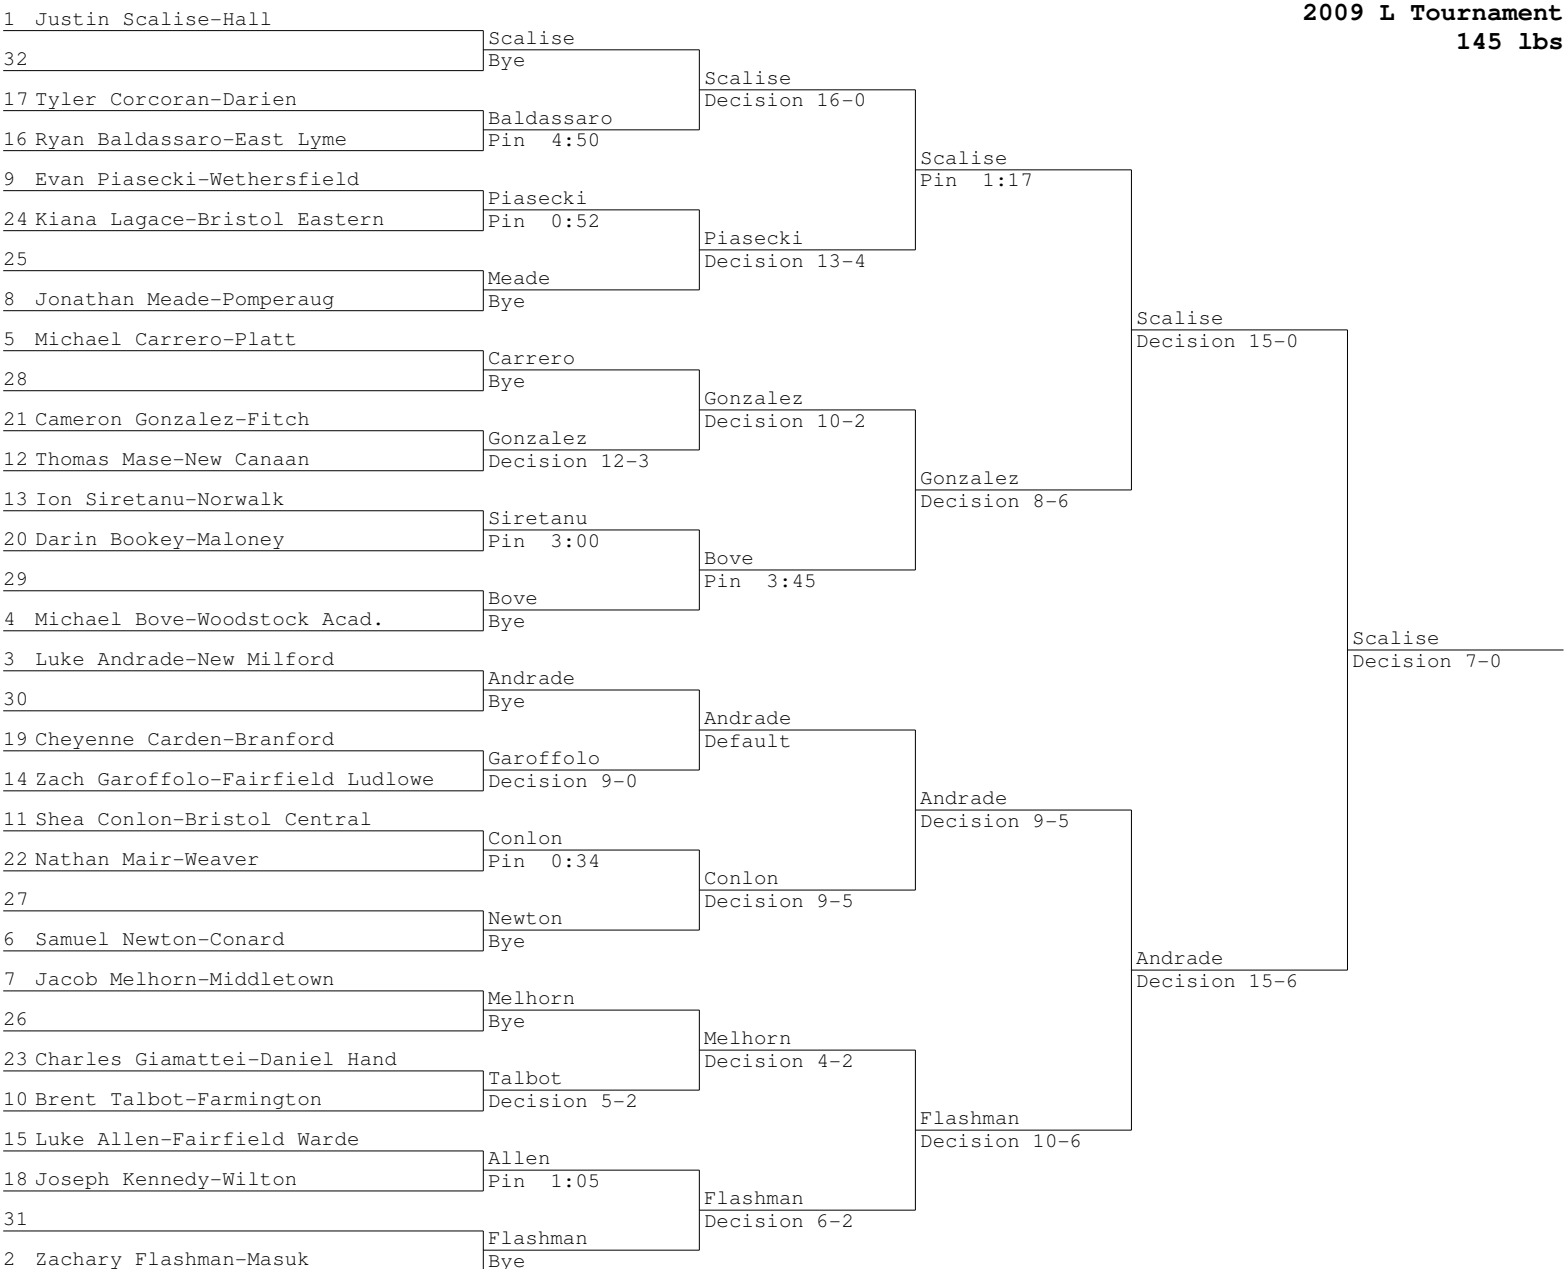 2009 L Tournament
145 lbs
1 Justin Scalise-Hall
32
17 Tyler Corcoran-Darien
16 Ryan Baldassaro-East Lyme
9 Evan Piasecki-Wethersfield
24 Kiana Lagace-Bristol Eastern
25
8 Jonathan Meade-Pomperaug
5 Michael Carrero-Platt
28
21 Cameron Gonzalez-Fitch
12 Thomas Mase-New Canaan
13 Ion Siretanu-Norwalk
20 Darin Bookey-Maloney
29
4 Michael Bove-Woodstock Acad.
3 Luke Andrade-New Milford
30
19 Cheyenne Carden-Branford
14 Zach Garoffolo-Fairfield Ludlowe
11 Shea Conlon-Bristol Central
22 Nathan Mair-Weaver
27
6 Samuel Newton-Conard
7 Jacob Melhorn-Middletown
26
23 Charles Giamattei-Daniel Hand
10 Brent Talbot-Farmington
15 Luke Allen-Fairfield Warde
18 Joseph Kennedy-Wilton
31
2 Zachary Flashman-Masuk
Scalise
Bye
Baldassaro
Pin 4:50
Piasecki
Pin 0:52
Meade
Bye
Carrero
Bye
Gonzalez
Decision 12-3
Siretanu
Pin 3:00
Bove
Bye
Andrade
Bye
Garoffolo
Decision 9-0
Conlon
Pin 0:34
Newton
Bye
Melhorn
Bye
Talbot
Decision 5-2
Allen
Pin 1:05
Flashman
Bye
Scalise
Decision 16-0
Piasecki
Decision 13-4
Gonzalez
Decision 10-2
Bove
Pin 3:45
Andrade
Default
Conlon
Decision 9-5
Melhorn
Decision 4-2
Flashman
Decision 6-2
Scalise
Pin 1:17
Gonzalez
Decision 8-6
Andrade
Decision 9-5
Flashman
Decision 10-6
Scalise
Decision 15-0
Andrade
Decision 15-6
Scalise
Decision 7-0